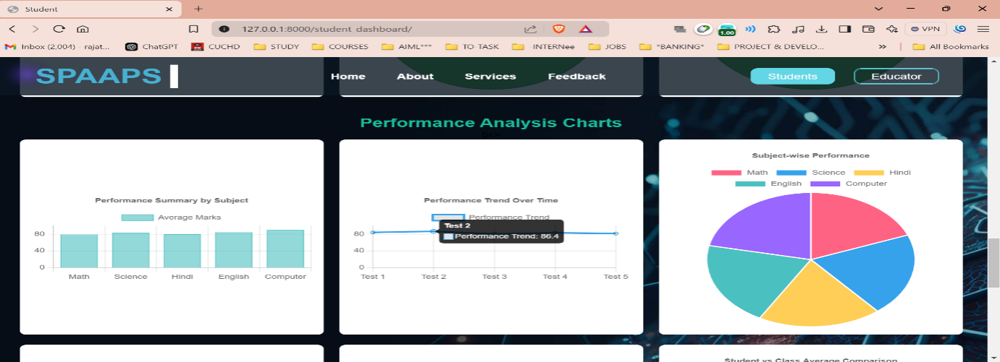 Student
127.0.0.1:8000/student_dashboard/
1.00
VPN
Inbox (2,004) - rajat...
ChatGPT
CUCHD
STUDY
COURSES
AIML***
TO TASK
-INTERNee
JOBS
*BANKING*
PROJECT & DEVELO...
»
All Bookmarks
SPAAPS
Home
About
Services
Feedback
Students
Educator
Performance Analysis Charts
br>
Performance Summary by Subject
Average Marks
80
40
0
Math Science Hindi English Computer
Performance Trend Over Time
Performance Trend
Test 2
Performance Trend: 86.4
80
40
0
Test 1 Test 2 Test 3 Test 4 Test 5
Subject-wise Performance
Math Science Hindi
English Computer
Student vs Class Average Comparison